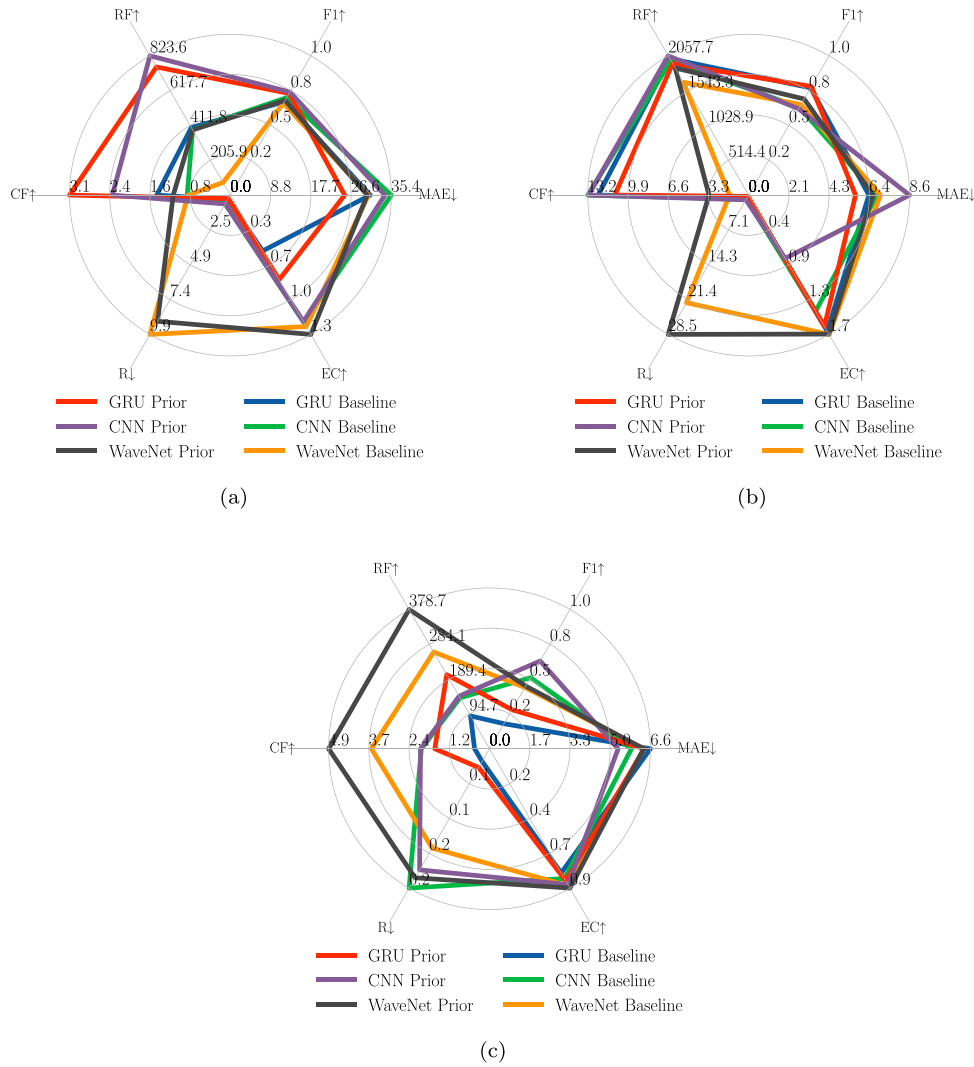 RF↑ F1↑
823.6 1.0
617.7 0.8
411.8 0.5
205.9 0.2
CF↑ 3.1 2.4 1.6 0.8 0.0 8.8 17.7 26.6 35.4 MAE↓
2.5 0.3
4.9 0.7
7.4 1.0
9.9 1.3
R↓ EC↑
GRU Prior GRU Baseline
CNN Prior CNN Baseline
WaveNet Prior WaveNet Baseline
(a)
RF↑ F1↑
2057.7 1.0
1543.3 0.8
1028.9 0.5
514.4 0.2
CF↑ 13.2 9.9 6.6 3.3 0.0 2.1 4.3 6.4 8.6 MAE↓
7.1 0.4
14.3 0.9
21.4 1.3
28.5 1.7
R↓ EC↑
GRU Prior GRU Baseline
CNN Prior CNN Baseline
WaveNet Prior WaveNet Baseline
(b)
RF↑ F1↑
378.7 1.0
284.1 0.8
189.4 0.5
94.7 0.2
CF↑ 4.9 3.7 2.4 1.2 0.0 1.7 3.3 5.0 6.6 MAE↓
0.1 0.2
0.1 0.4
0.2 0.7
0.2 0.9
R↓ EC↑
GRU Prior GRU Baseline
CNN Prior CNN Baseline
WaveNet Prior WaveNet Baseline
(c)